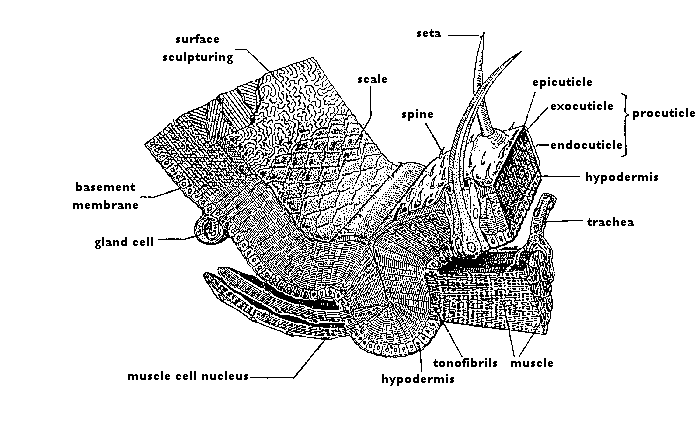 surface
sculpturing
seta
scale
spine
epicuticle
exocuticle
procuticle
endocuticle
hypodermis
trachea
basement
membrane
gland cell
muscle cell nucleus
tonofibrils
muscle
hypodermis